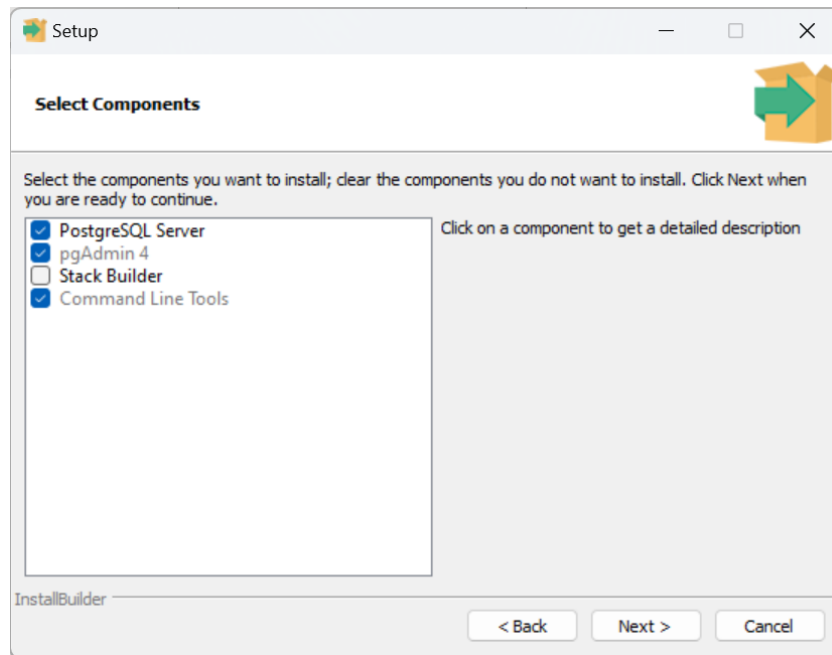 Setup
Select Components
Select the components you want to install; clear the components you do not want to install. Click Next when
you are ready to continue.
PostgreSQL Server
Click on a component to get a detailed description
pgAdmin 4
Stack Builder
Command Line Tools
InstallBuilder
< Back
Next >
Cancel